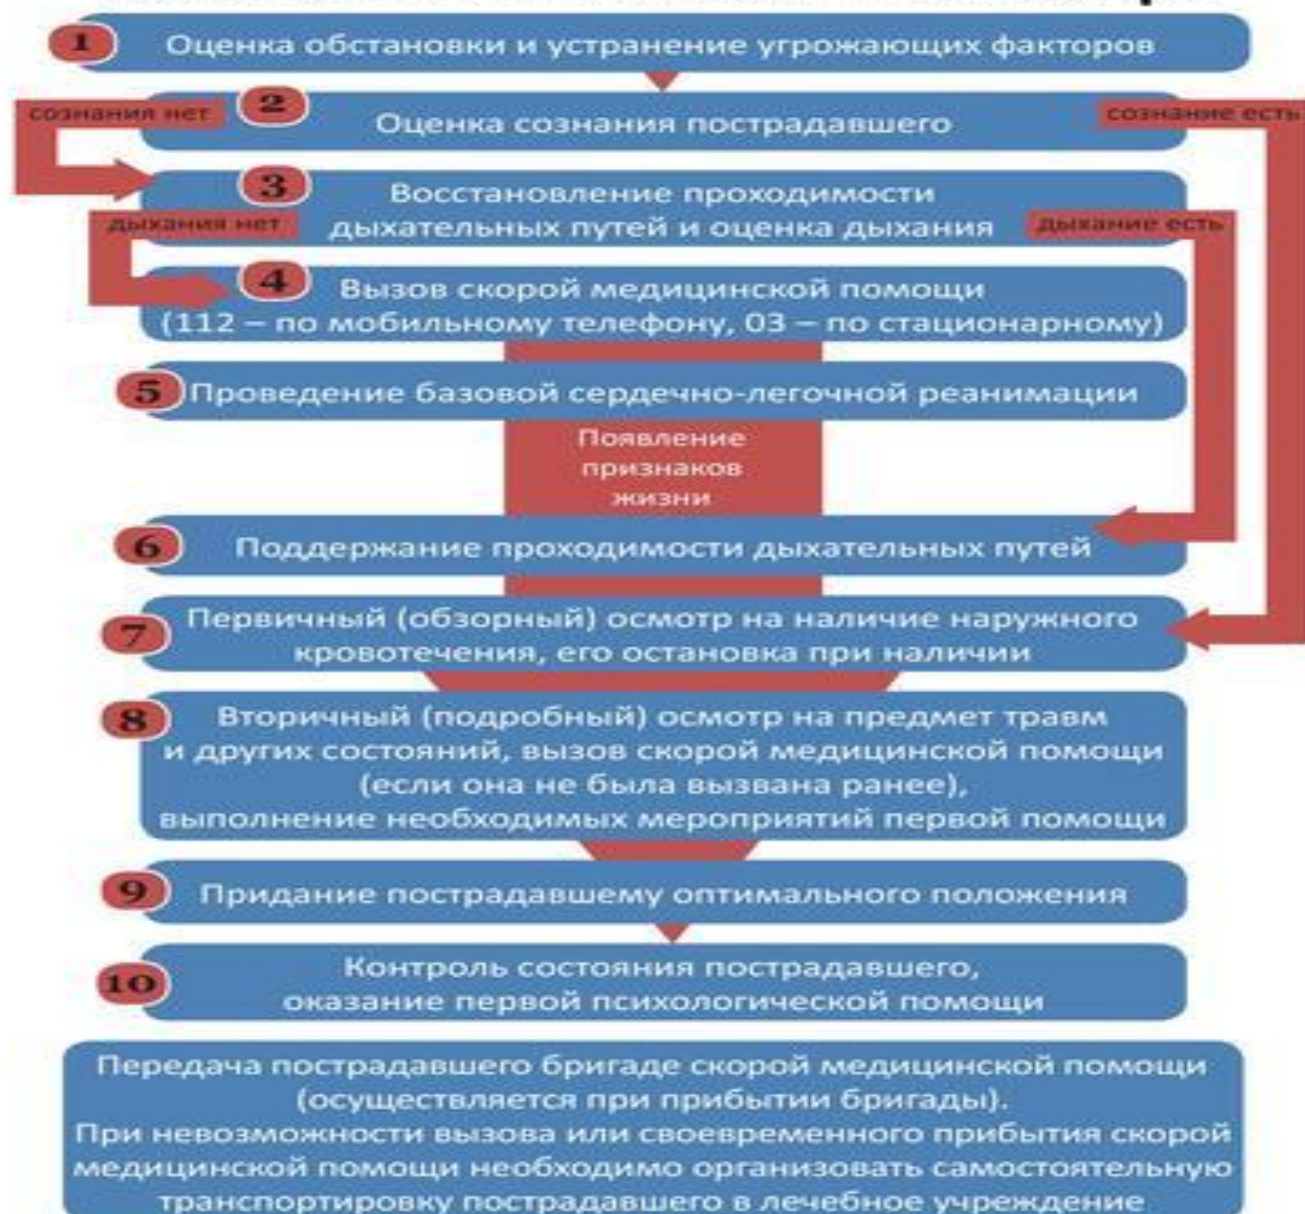 1 Оценка обстановки и устранение угрожающих факторов
сознания нет
2
Оценка сознания пострадавшего
сознание есть
3 Восстановление проходимости
дыхательных путей и оценка дыхания
дыхания нет
дыхание есть
4 Вызов скорой медицинской помощи
(112 – по мобильному телефону, 03 – по стационарному)
5 Проведение базовой сердечно-легочной реанимации
Появление
признаков
жизни
6 Поддержание проходимости дыхательных путей
7 Первичный (обзорный) осмотр на наличие наружного
кровотечения, его остановка при наличии
8 Вторичный (подробный) осмотр на предмет травм
и других состояний, вызов скорой медицинской помощи
(если она не была вызвана ранее),
выполнение необходимых мероприятий первой помощи
9 Придание пострадавшему оптимального положения
10 Контроль состояния пострадавшего,
оказание первой психологической помощи
Передача пострадавшего бригаде скорой медицинской помощи
(осуществляется при прибытии бригады).
При невозможности вызова или своевременного прибытия скорой
медицинской помощи необходимо организовать самостоятельную
транспортировку пострадавшего в лечебное учреждение